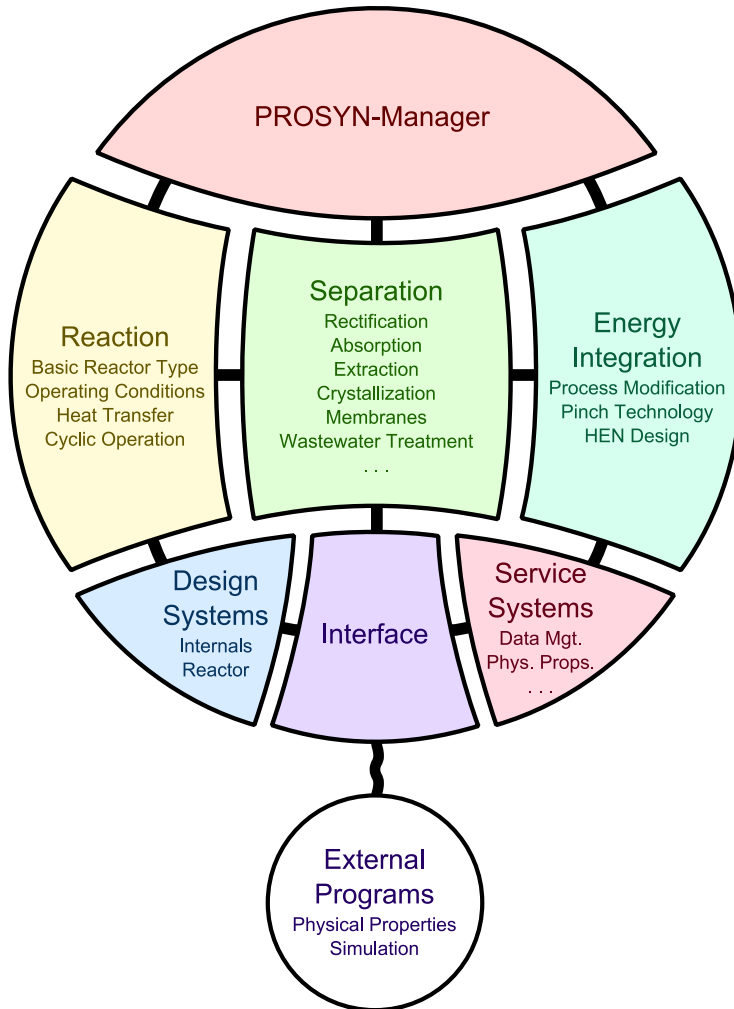 PROSYN-Manager
Reaction
Basic Reactor Type
Operating Conditions
Heat Transfer
Cyclic Operation
Separation
Rectification
Absorption
Extraction
Crystallization
Membranes
Wastewater Treatment
. . .
Energy
Integration
Process Modification
Pinch Technology
HEN Design
Design
Systems
Internals
Reactor
Interface
Service
Systems
Data Mgt.
Phys. Props.
. . .
External
Programs
Physical Properties
Simulation